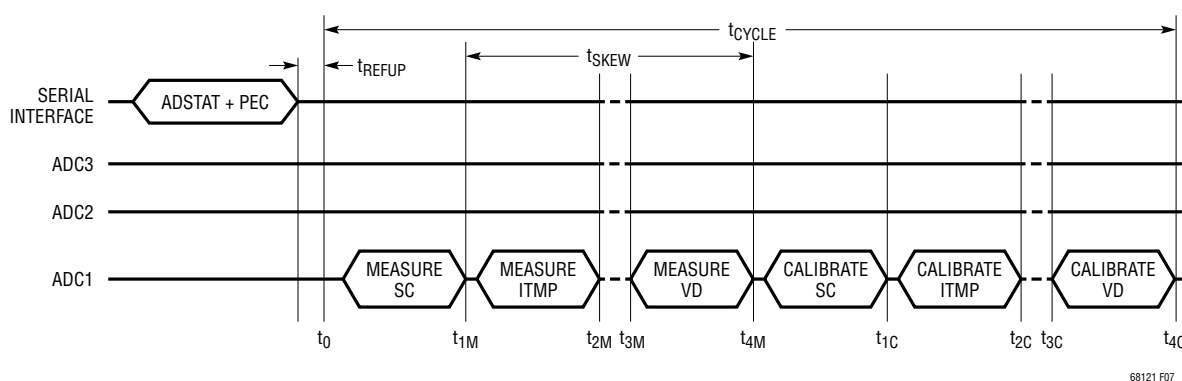 tCYCLE
tSKEW
tREFUP
SERIAL
INTERFACE
ADSTAT + PEC
ADC3
ADC2
ADC1
MEASURE
SC
MEASURE
ITMP
MEASURE
VD
CALIBRATE
SC
CALIBRATE
ITMP
CALIBRATE
VD
t0
t1M
t2M
t3M
t4M
t1C
t2C
t3C
t4C
68121 F07